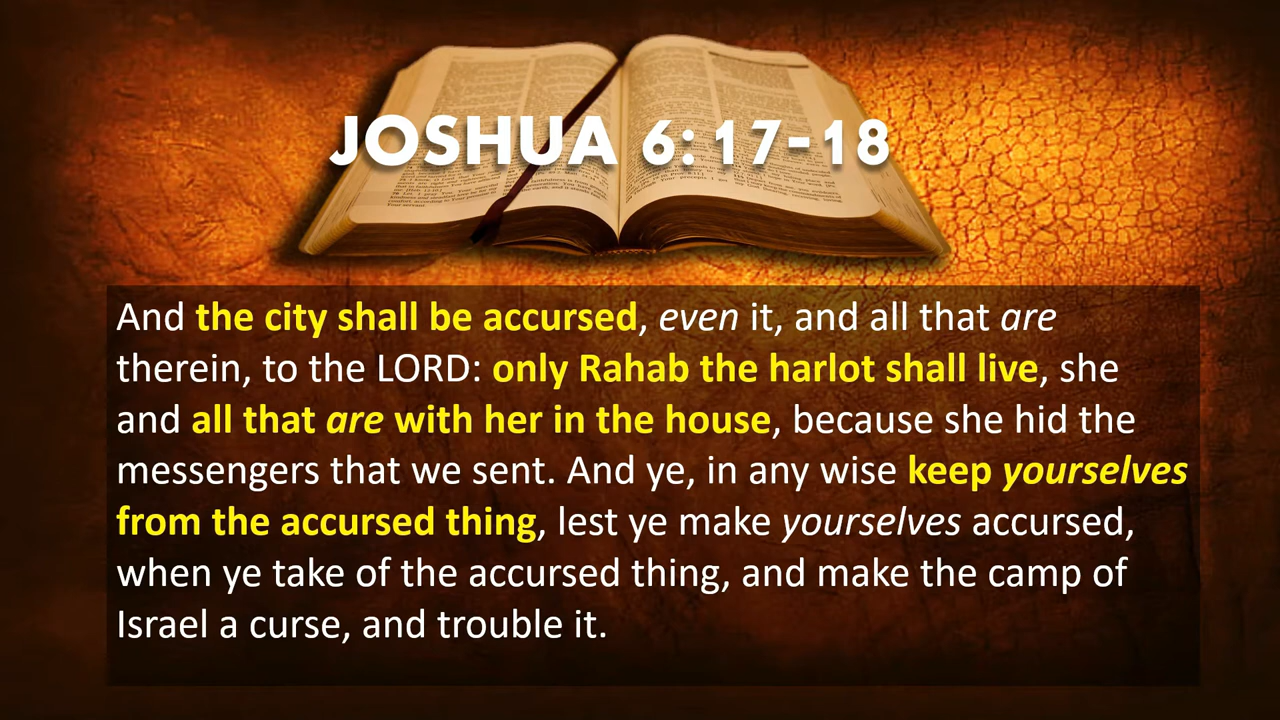 JOSHUA 6:17-18
And the city shall be accursed, even it, and all that are
therein, to the LORD: only Rahab the harlot shall live, she
and all that are with her in the house, because she hid the
messengers that we sent. And ye, in any wise keep yourselves
from the accursed thing, lest ye make yourselves accursed,
when ye take of the accursed thing, and make the camp of
Israel a curse, and trouble it.